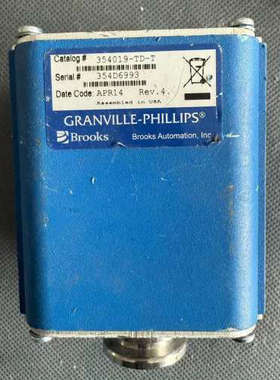 Catalog # 354019-TD-T
Serial # 354D6993
Date Code: APR14 Rev.4.
Assembled in USA
GRANVILLE-PHILLIPS®
Brooks Brooks Automation, Inc.